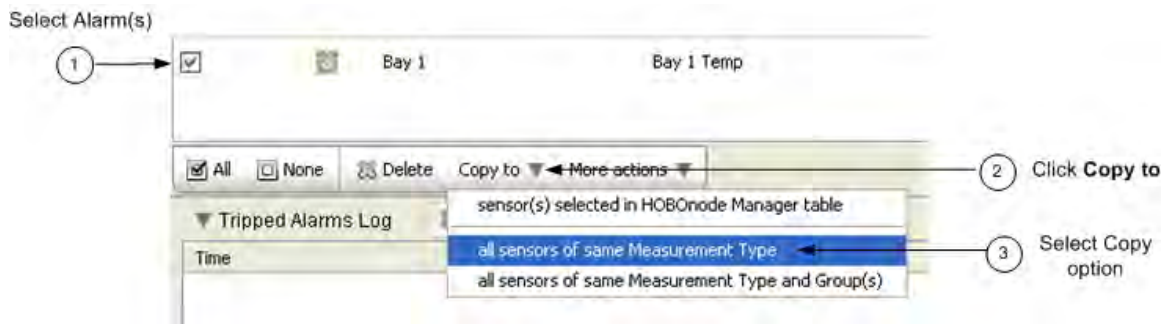 Select Alarm(s)
1
Bay 1 Bay 1 Temp
All None Delete Copy to More actions
2 Click Copy to
sensor(s) selected in HOBOnode Manager table
Tripped Alarms Log
all sensors of same Measurement Type
3 Select Copy
option
Time
all sensors of same Measurement Type and Group(s)